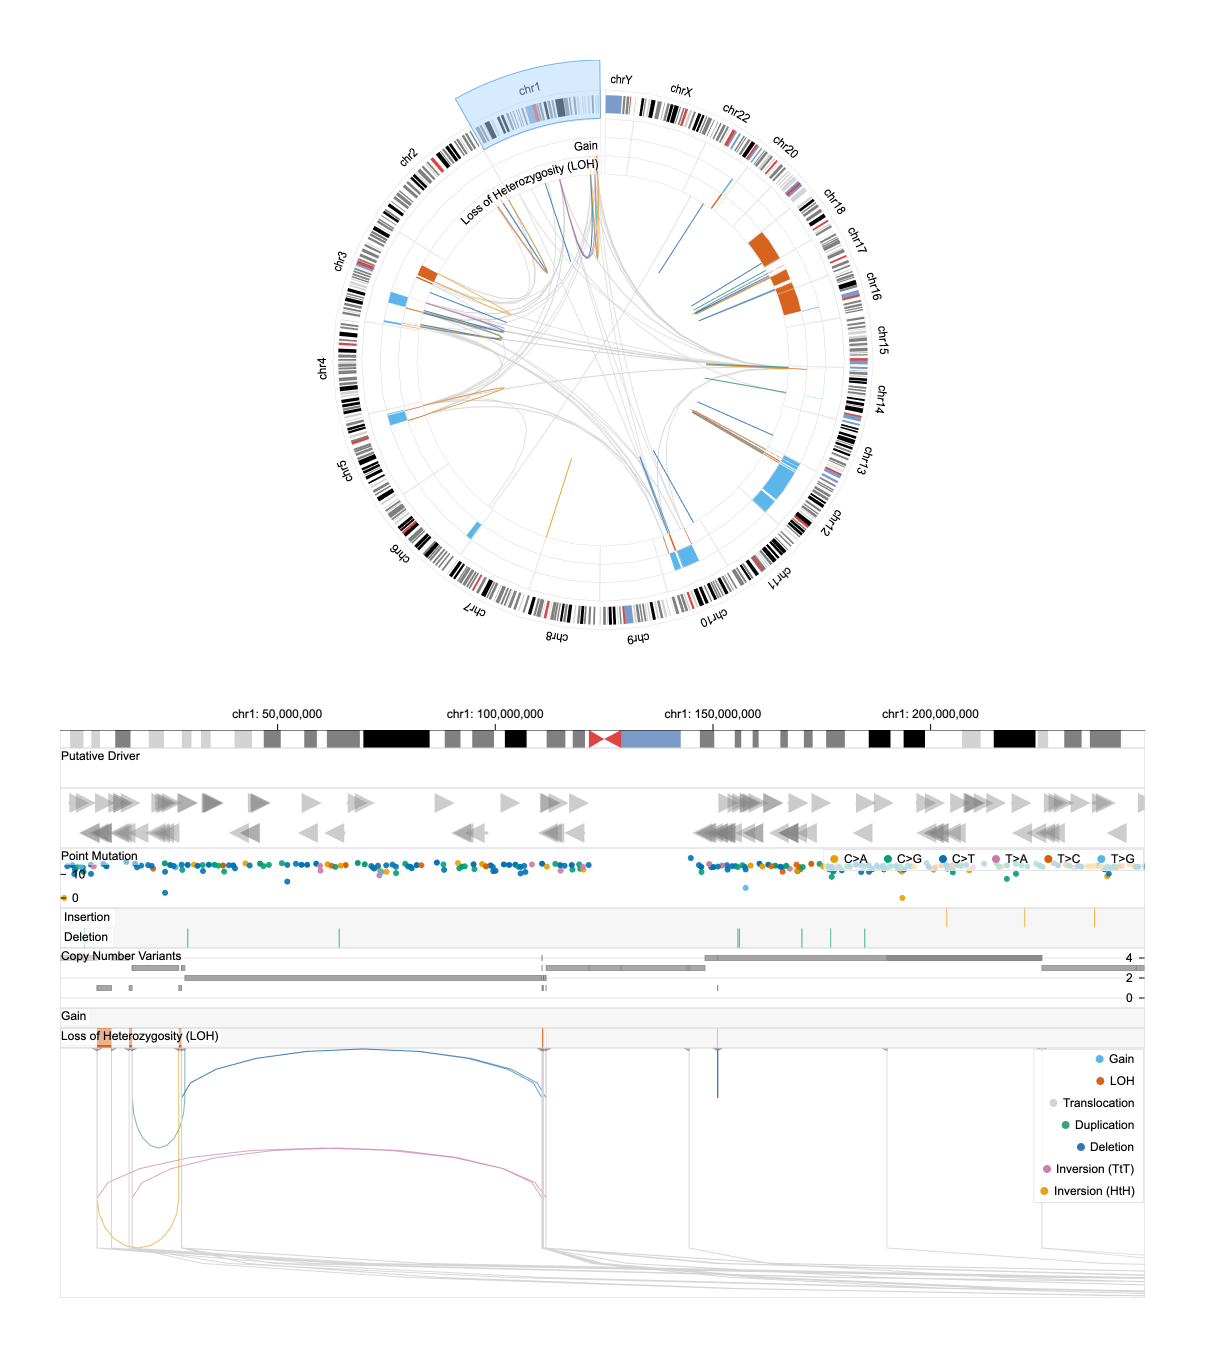 chr1
chrY
chrX
chr22
chr20
chr18
chr17
chr16
chr15
chr14
chr13
chr12
chr11
chr10
chr9
chr8
chr7
chr6
chr5
chr4
chr3
chr2
Gain
Loss of Heterozygosity (LOH)
chr1: 50,000,000 chr1: 100,000,000 chr1: 150,000,000 chr1: 200,000,000
Putative Driver
Point Mutation
C>A C>G C>T T>A T>C T>G
10
0
Insertion
Deletion
Copy Number Variants
4
2
0
Gain
Loss of Heterozygosity (LOH)
Gain
LOH
Translocation
Duplication
Deletion
Inversion (TtT)
Inversion (HtH)